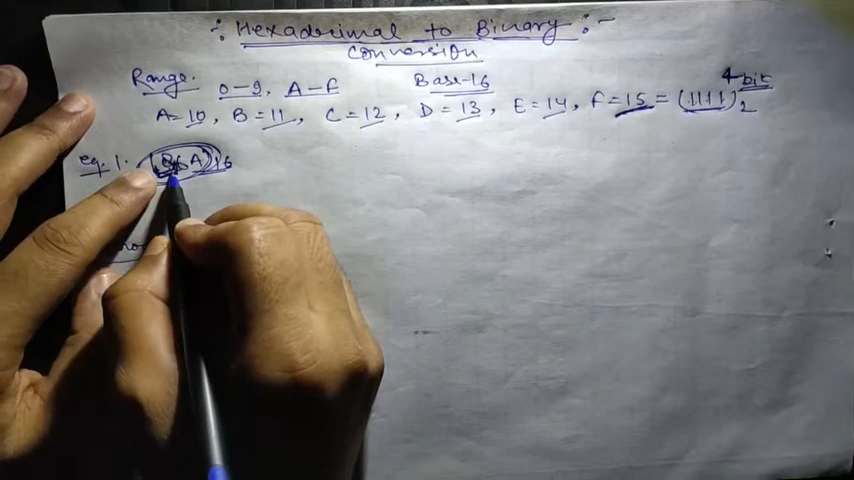 :- Hexadecimal to Binary :-
Conversion
Range. 0-9, A-F Base-16 4 bit
A=10, B=11, C=12, D=13, E=14, F=15=(1111)2
eg.1. A)16